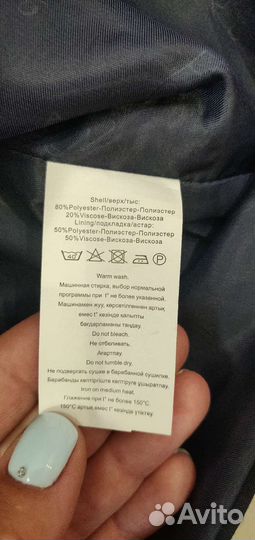 Shell/верх/тыс:
80%Polyester-Полиэстер-Полиэстер
20%Viscose-Вискоза-Вискоза
Lining/подкладка/астар:
50%Polyester-Полиэстер-Полиэстер
50%Viscose-Вискоза-Вискоза
40 P
Warm wash.
Машинная стирка, выбор нормальной
программы при t° не более указанной.
Машинамен жуу, көрсеткіштен артық
емес t° кезінде қалыпты
бағдарламаны таңдау.
Do not bleach.
Не отбеливать.
Ағартпау
Do not tumble dry.
Не подвергать сушке в барабанной сушилке.
Барабанды кептіргіште кептіруге ұшыратпау.
Iron on medium heat.
Глажение при t° не более 150°С.
150°С артық емес t° кезінде үтіктеу
Avito